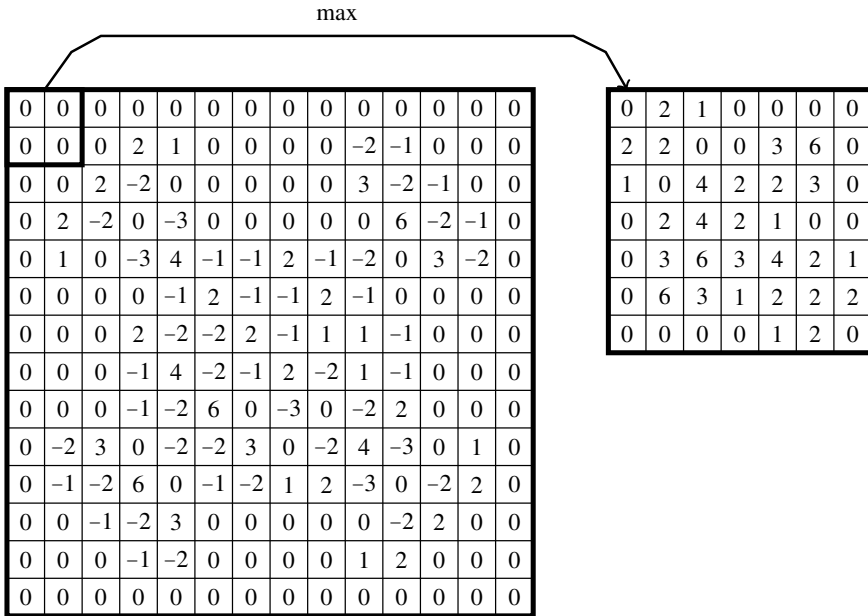 max
0 0 0 0 0 0 0 0 0 0 0 0 0 0
0 0 0 2 1 0 0 0 0 −2 −1 0 0 0
0 0 2 −2 0 0 0 0 0 3 −2 −1 0 0
0 2 −2 0 −3 0 0 0 0 0 6 −2 −1 0
0 1 0 −3 4 −1 −1 2 −1 −2 0 3 −2 0
0 0 0 0 −1 2 −1 −1 2 −1 0 0 0 0
0 0 0 2 −2 −2 2 −1 1 1 −1 0 0 0
0 0 0 −1 4 −2 −1 2 −2 1 −1 0 0 0
0 0 0 −1 −2 6 0 −3 0 −2 2 0 0 0
0 −2 3 0 −2 −2 3 0 −2 4 −3 0 1 0
0 −1 −2 6 0 −1 −2 1 2 −3 0 −2 2 0
0 0 −1 −2 3 0 0 0 0 0 −2 2 0 0
0 0 0 −1 −2 0 0 0 0 1 2 0 0 0
0 0 0 0 0 0 0 0 0 0 0 0 0 0
0 2 1 0 0 0 0
2 2 0 0 3 6 0
1 0 4 2 2 3 0
0 2 4 2 1 0 0
0 3 6 3 4 2 1
0 6 3 1 2 2 2
0 0 0 0 1 2 0